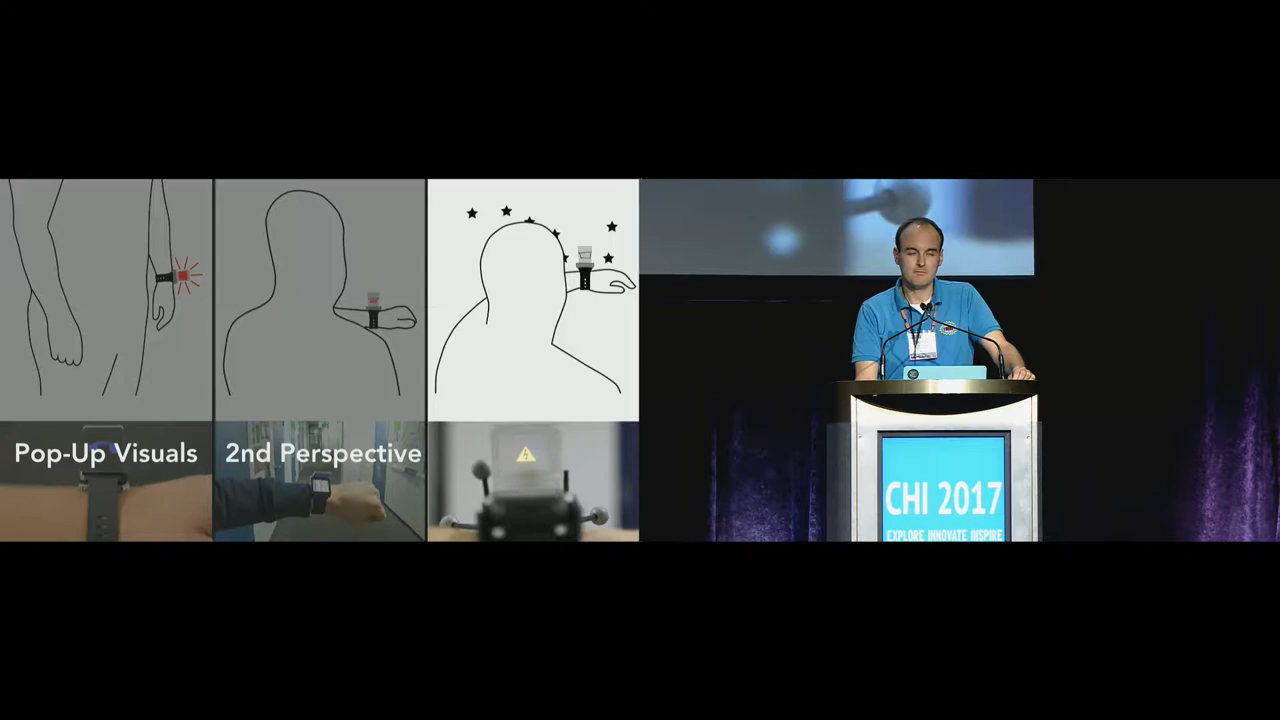 Pop-Up Visuals
2nd Perspective
CHI 2017
EXPLORE INNOVATE INSPIRE